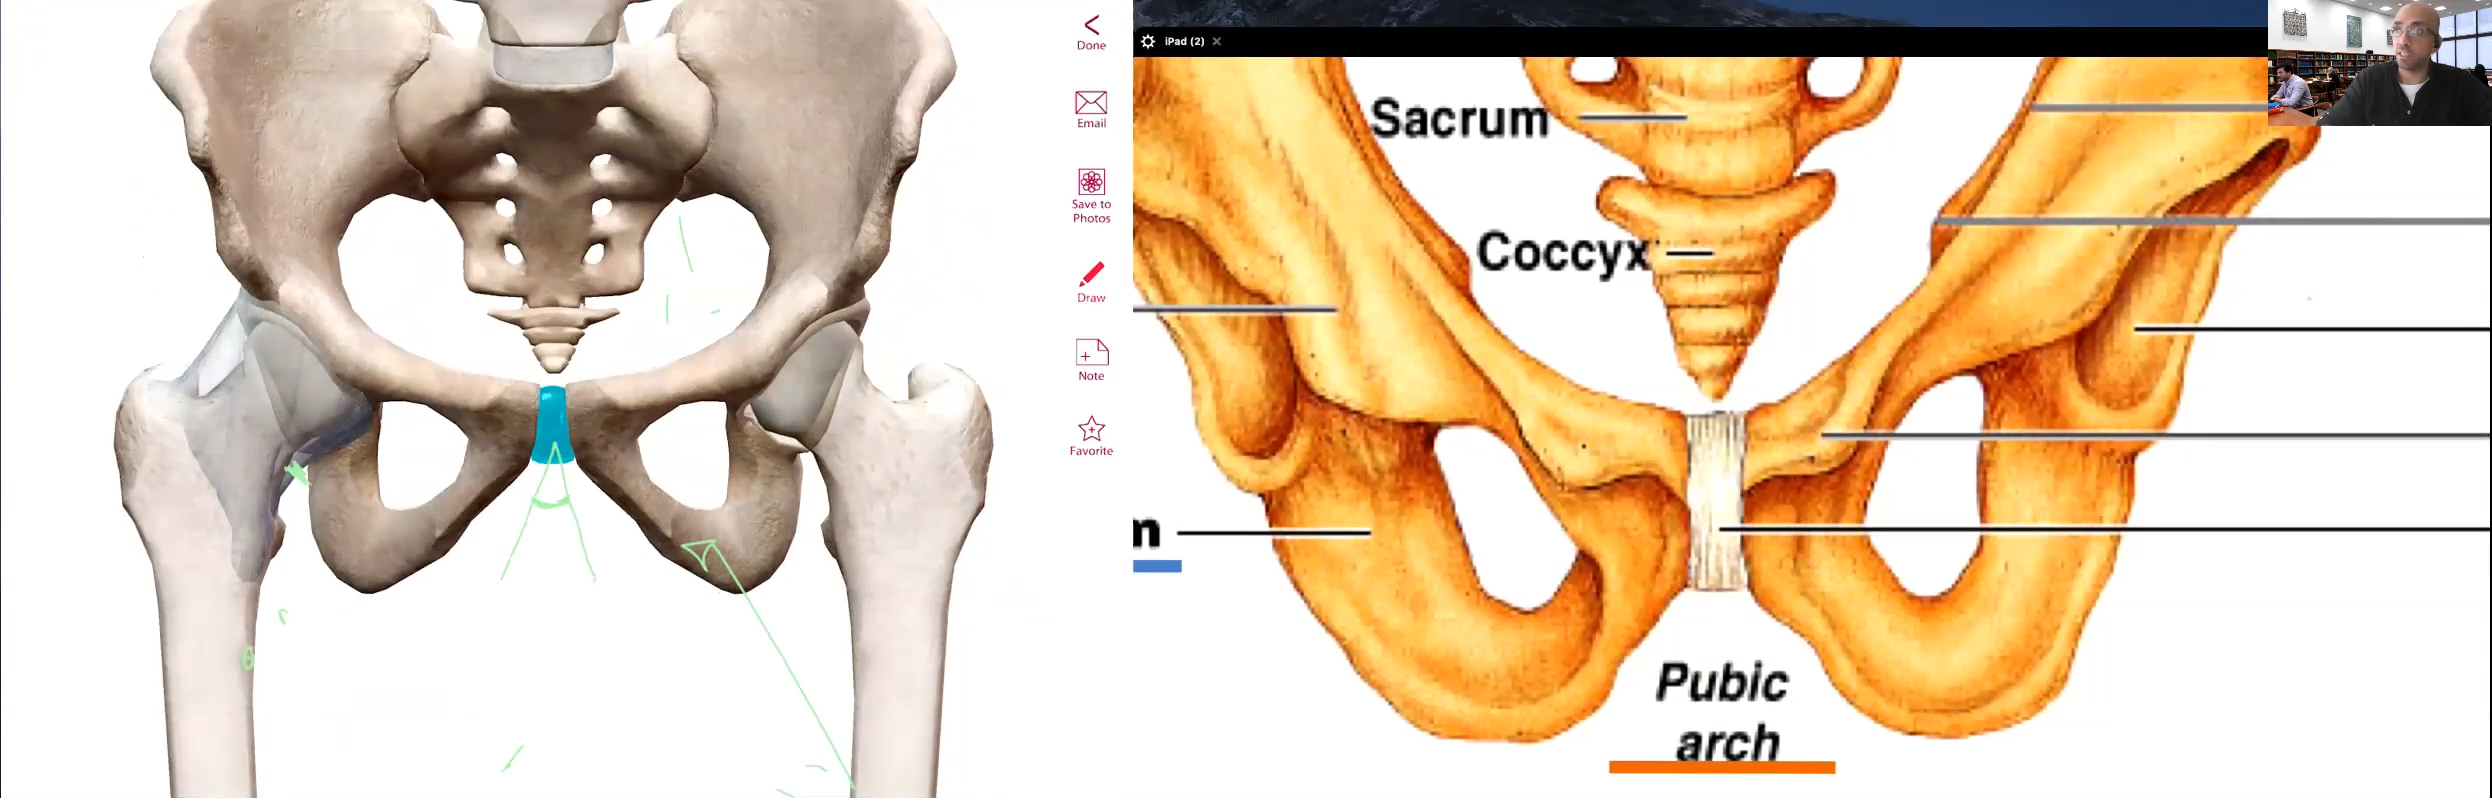 Done
Email
Save to
Photos
Draw
Note
Favorite
iPad (2)
Sacrum
Coccyx
m
Pubic
arch
θ